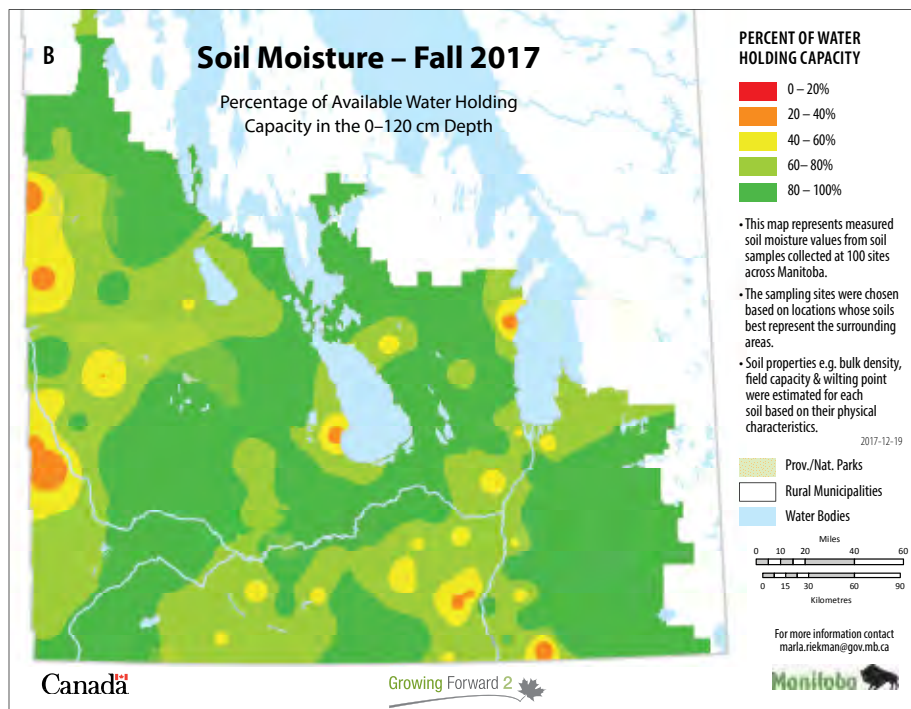 B
Soil Moisture – Fall 2017
Percentage of Available Water Holding
Capacity in the 0–120 cm Depth
PERCENT OF WATER
HOLDING CAPACITY
0 – 20%
20 – 40%
40 – 60%
60– 80%
80 – 100%
• This map represents measured
soil moisture values from soil
samples collected at 100 sites
across Manitoba.
• The sampling sites were chosen
based on locations whose soils
best represent the surrounding
areas.
• Soil properties e.g. bulk density,
field capacity & wilting point
were estimated for each
soil based on their physical
characteristics.
2017-12-19
Prov./Nat. Parks
Rural Municipalities
Water Bodies
Miles
0 10 20 40 60
0 15 30 60 90
Kilometres
For more information contact
marla.riekman@gov.mb.ca
Canada
Growing Forward 2
Manitoba